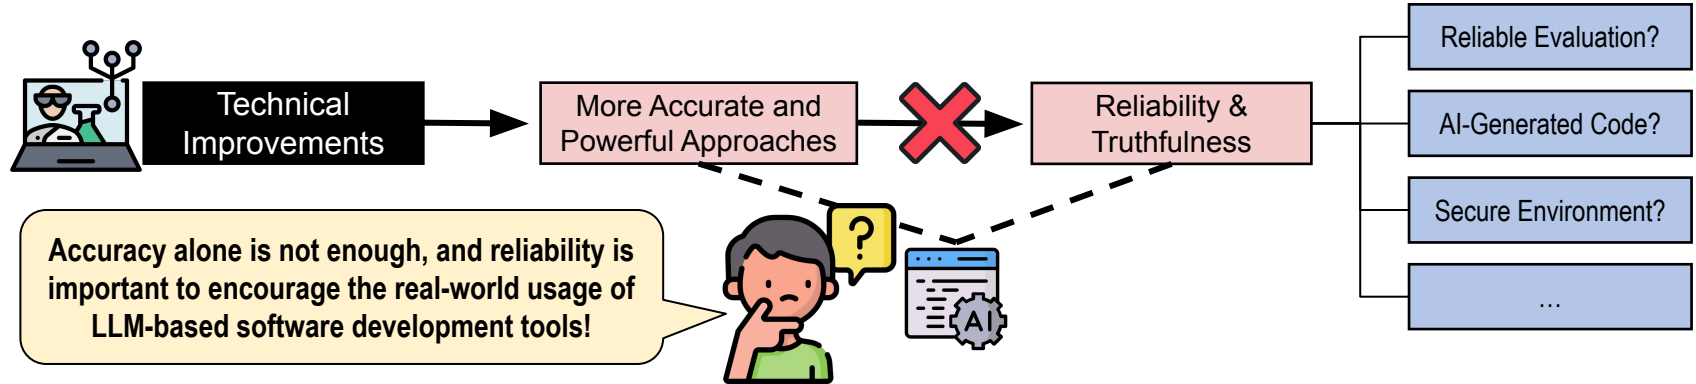 Technical
Improvements
More Accurate and
Powerful Approaches
Reliability &
Truthfulness
Reliable Evaluation?
AI-Generated Code?
Secure Environment?
...
Accuracy alone is not enough, and reliability is
important to encourage the real-world usage of
LLM-based software development tools!
?
AI